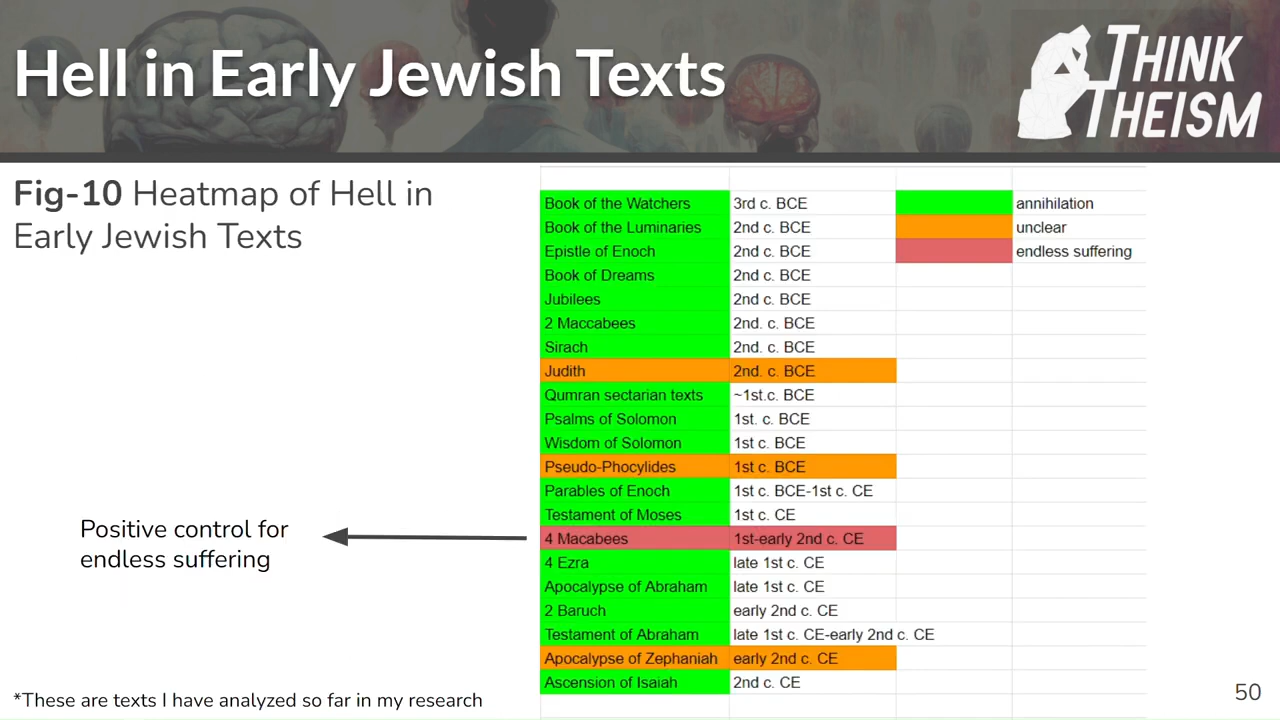 Hell in Early Jewish Texts
THINK
THEISM
Fig-10 Heatmap of Hell in
Early Jewish Texts
Book of the Watchers 3rd c. BCE annihilation
Book of the Luminaries 2nd c. BCE unclear
Epistle of Enoch 2nd c. BCE endless suffering
Book of Dreams 2nd c. BCE
Jubilees 2nd c. BCE
2 Maccabees 2nd. c. BCE
Sirach 2nd. c. BCE
Judith 2nd. c. BCE
Qumran sectarian texts ~1st.c. BCE
Psalms of Solomon 1st. c. BCE
Wisdom of Solomon 1st c. BCE
Pseudo-Phocylides 1st c. BCE
Parables of Enoch 1st c. BCE-1st c. CE
Testament of Moses 1st c. CE
4 Macabees 1st-early 2nd c. CE
4 Ezra late 1st c. CE
Apocalypse of Abraham late 1st c. CE
2 Baruch early 2nd c. CE
Testament of Abraham late 1st c. CE-early 2nd c. CE
Apocalypse of Zephaniah early 2nd c. CE
Ascension of Isaiah 2nd c. CE
Positive control for
endless suffering
*These are texts I have analyzed so far in my research
50